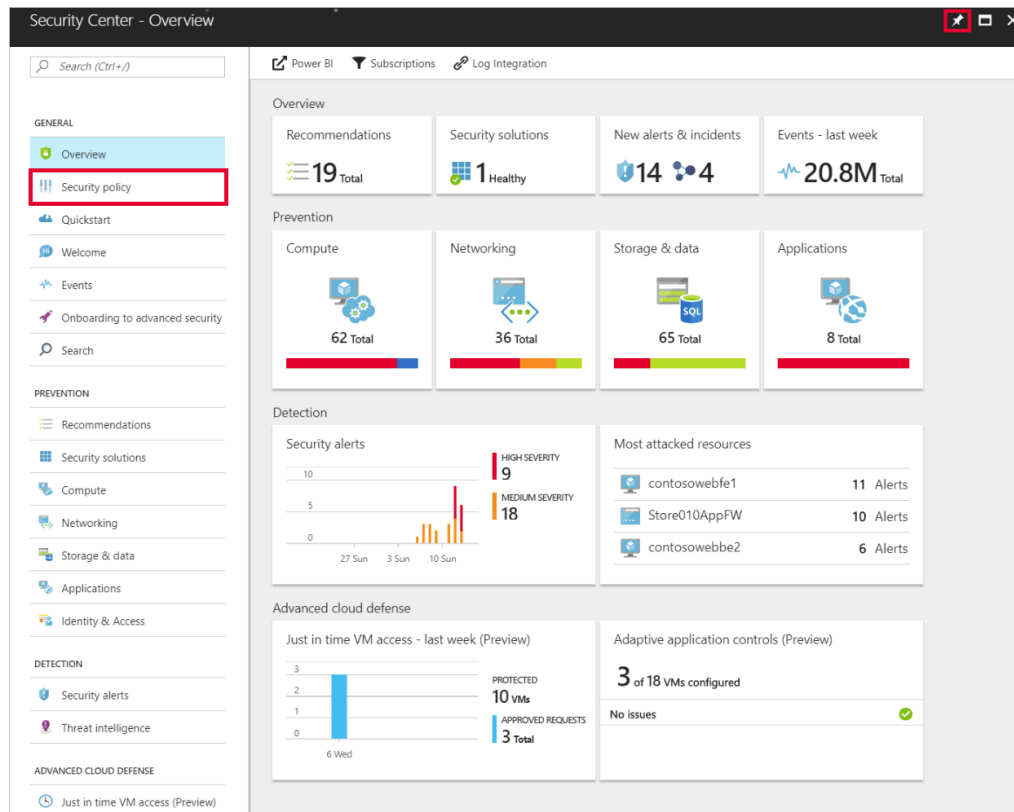 Security Center - Overview
Search (Ctrl+/)
GENERAL
Overview
Security policy
Quickstart
Hi
Welcome
Events
Onboarding to advanced security
Search
PREVENTION
Recommendations
Security solutions
Compute
Networking
Storage & data
Applications
Identity & Access
DETECTION
Security alerts
Threat intelligence
ADVANCED CLOUD DEFENSE
Just in time VM access (Preview)
Power BI Subscriptions Log Integration
Overview
Recommendations
19 Total
Security solutions
1 Healthy
New alerts & incidents
14 4
Events - last week
20.8M Total
Prevention
Compute
62 Total
Networking
36 Total
Storage & data
SQL
65 Total
Applications
8 Total
Detection
Security alerts
10
5
0
27 Sun 3 Sun 10 Sun
HIGH SEVERITY
9
MEDIUM SEVERITY
18
Most attacked resources
contosowebfe1 11 Alerts
Store010AppFW 10 Alerts
contosowebbe2 6 Alerts
Advanced cloud defense
Just in time VM access - last week (Preview)
3
2
1
0
6 Wed
PROTECTED
10 VMs
APPROVED REQUESTS
3 Total
Adaptive application controls (Preview)
3 of 18 VMs configured
No issues